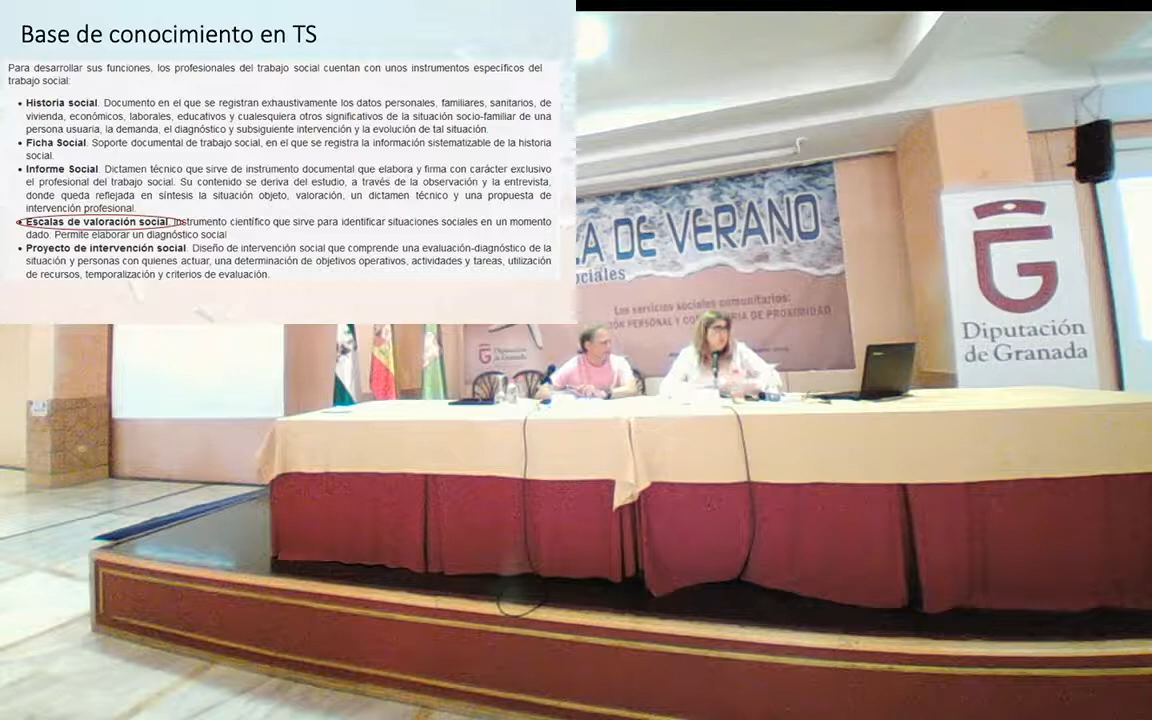 Base de conocimiento en TS
Para desarrollar sus funciones, los profesionales del trabajo social cuentan con unos instrumentos específicos del
trabajo social:
• Historia social. Documento en el que se registran exhaustivamente los datos personales, familiares, sanitarios, de
vivienda, económicos, laborales, educativos y cualesquiera otros significativos de la situación socio-familiar de una
persona usuaria, la demanda, el diagnóstico y subsiguiente intervención y la evolución de tal situación.
• Ficha Social. Soporte documental de trabajo social, en el que se registra la información sistematizable de la historia
social.
• Informe Social. Dictamen técnico que sirve de instrumento documental que elabora y firma con carácter exclusivo
el profesional del trabajo social. Su contenido se deriva del estudio, a través de la observación y la entrevista,
donde queda reflejada en síntesis la situación objeto, valoración, un dictamen técnico y una propuesta de
intervención profesional.
• Escalas de valoración social. Instrumento científico que sirve para identificar situaciones sociales en un momento
dado. Permite elaborar un diagnóstico social
• Proyecto de intervención social. Diseño de intervención social que comprende una evaluación-diagnóstico de la
situación y personas con quienes actuar, una determinación de objetivos operativos, actividades y tareas, utilización
de recursos, temporalización y criterios de evaluación.
A DE VERANO
ociales
Los servicios sociales comunitarios:
IÓN PERSONAL Y COMUNITARIA DE PROXIMIDAD
Diputación
de Granada
Diputación
de Granada